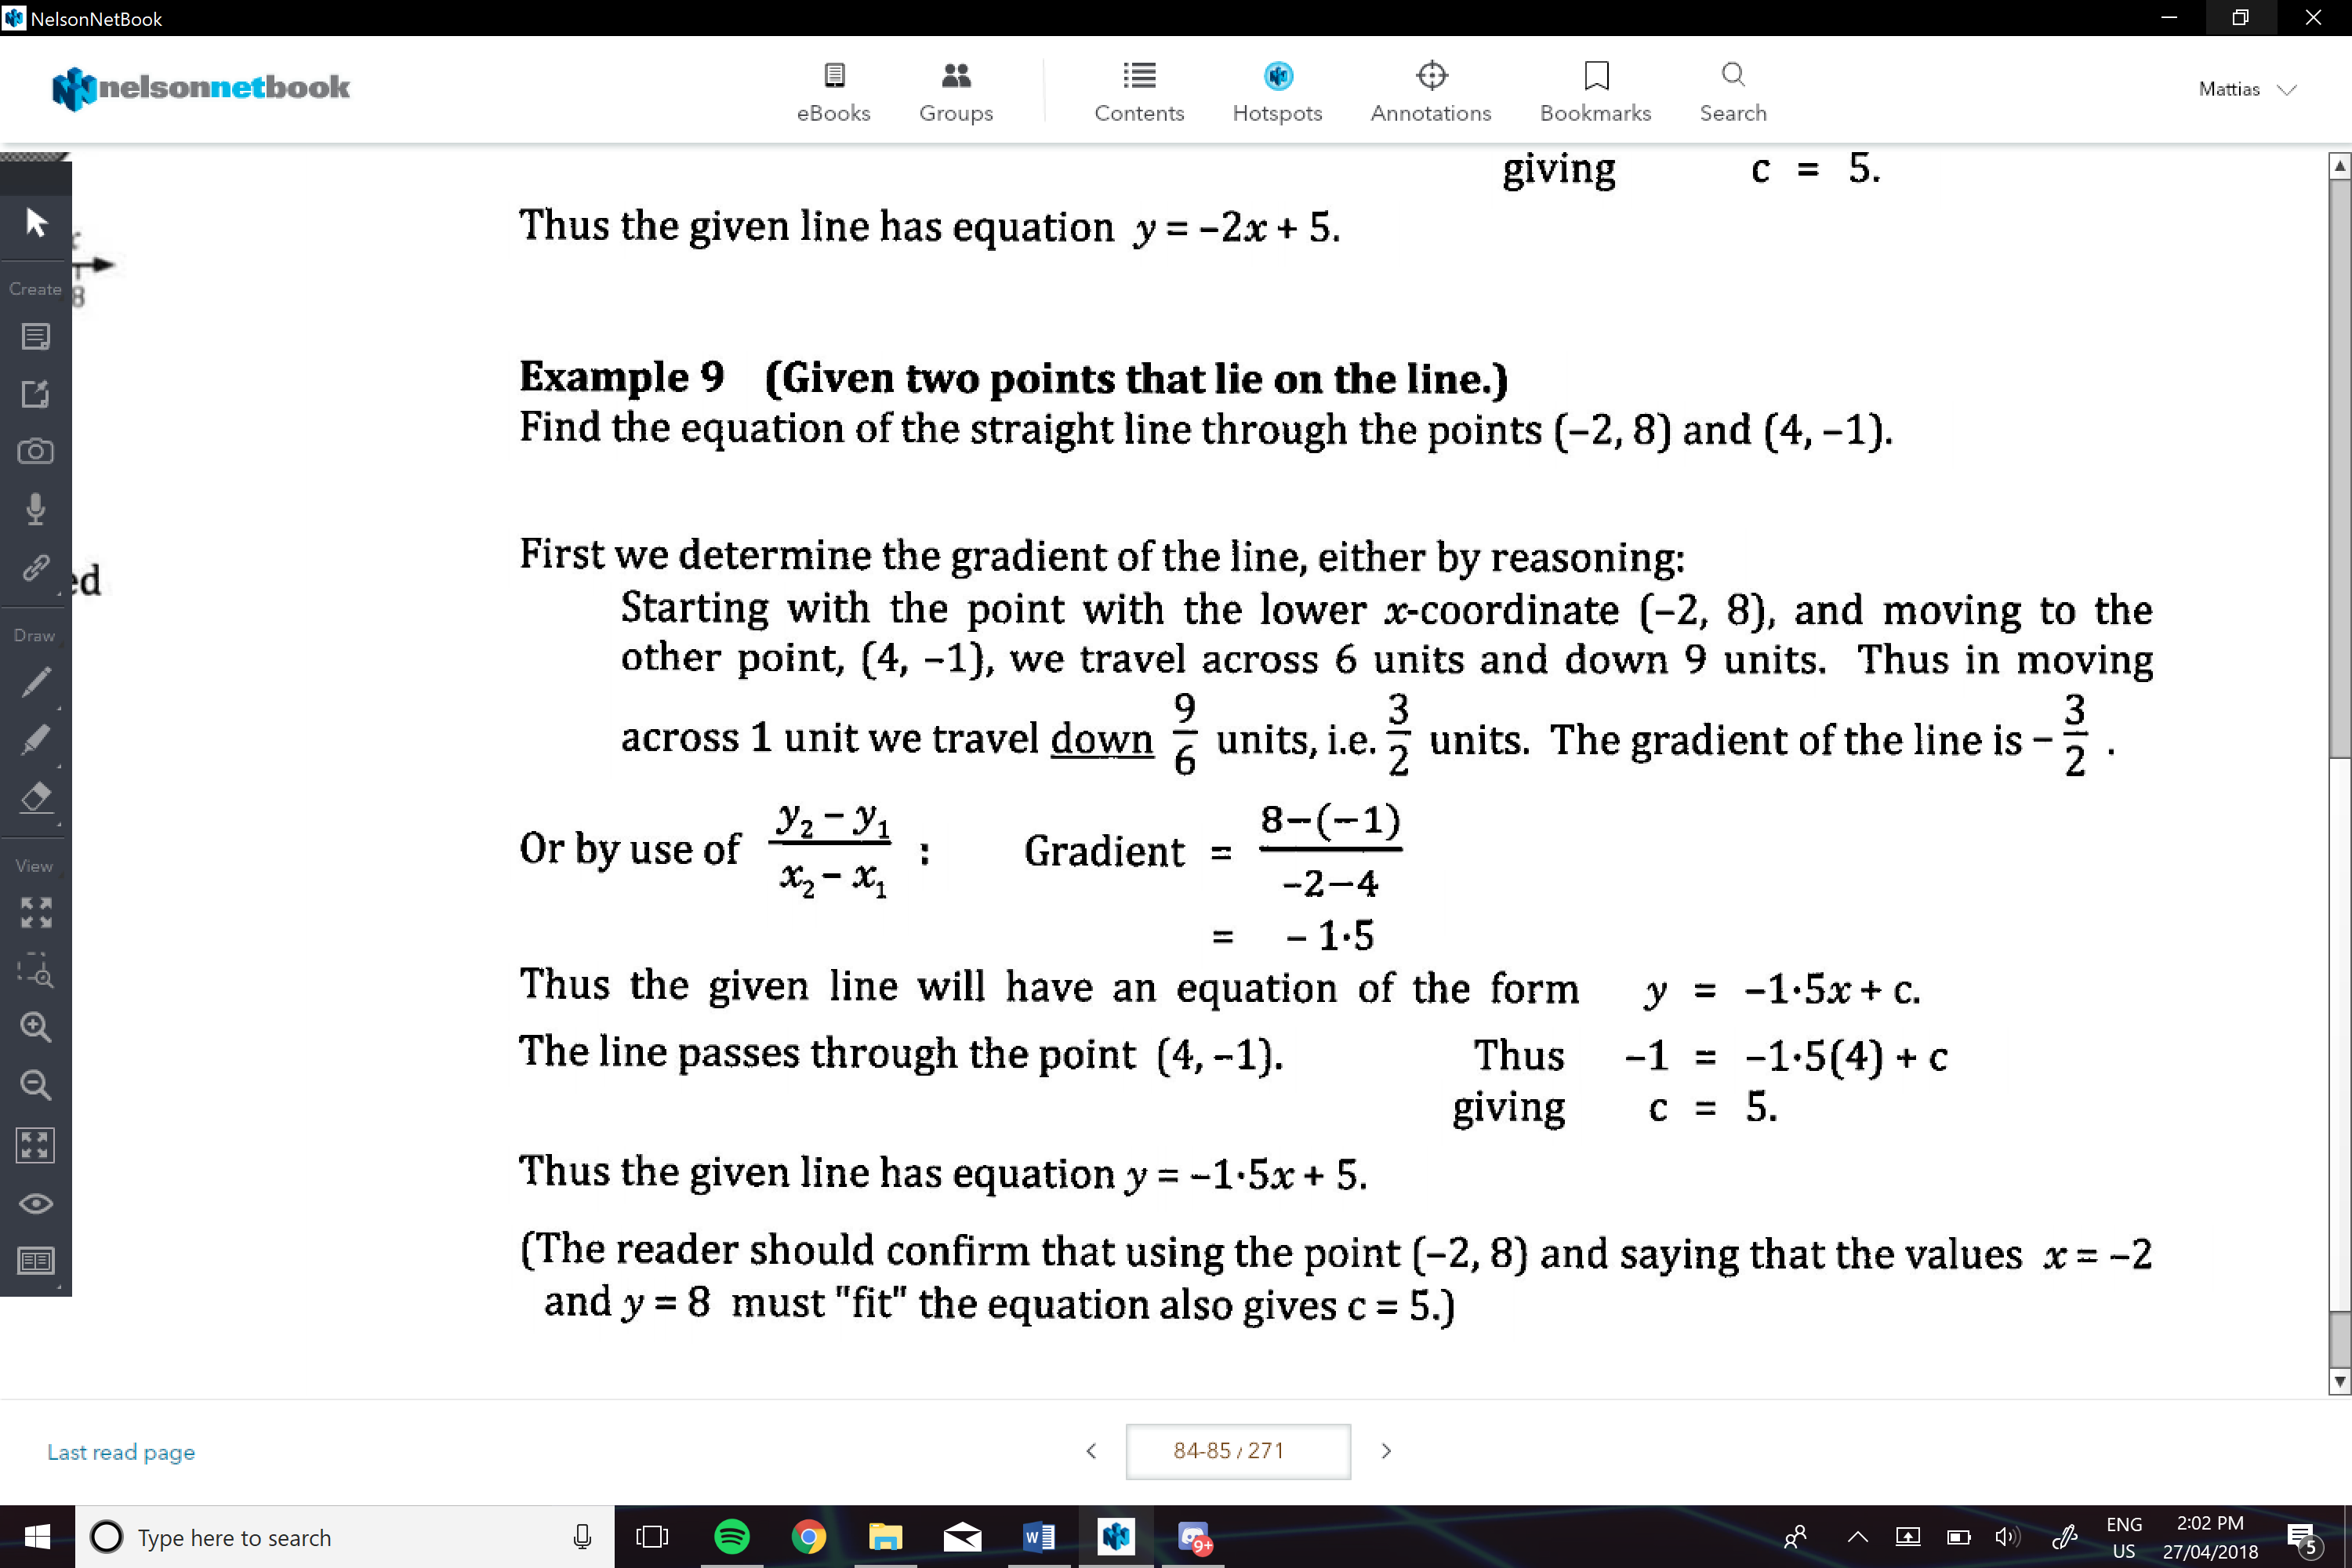 NelsonNetBook
nelsonnetbook
eBooks Groups Contents Hotspots Annotations Bookmarks Search Mattias
giving c = 5.
Thus the given line has equation y = –2x + 5.
Create
8
Example 9 (Given two points that lie on the line.)
Find the equation of the straight line through the points (–2, 8) and (4, –1).
First we determine the gradient of the line, either by reasoning:
ed
Starting with the point with the lower x-coordinate (–2, 8), and moving to the
Draw
other point, (4, –1), we travel across 6 units and down 9 units. Thus in moving
across 1 unit we travel down 9/6 units, i.e. 3/2 units. The gradient of the line is – 3/2 .
Or by use of y₂ – y₁ / x₂ – x₁ : Gradient = 8–(–1) / –2–4
View
= – 1·5
Thus the given line will have an equation of the form y = –1·5x + c.
The line passes through the point (4, –1). Thus –1 = –1·5(4) + c
giving c = 5.
Thus the given line has equation y = –1·5x + 5.
(The reader should confirm that using the point (–2, 8) and saying that the values x = –2
and y = 8 must "fit" the equation also gives c = 5.)
Last read page
84-85 / 271
Type here to search
9+
ENG
US
2:02 PM
27/04/2018
5